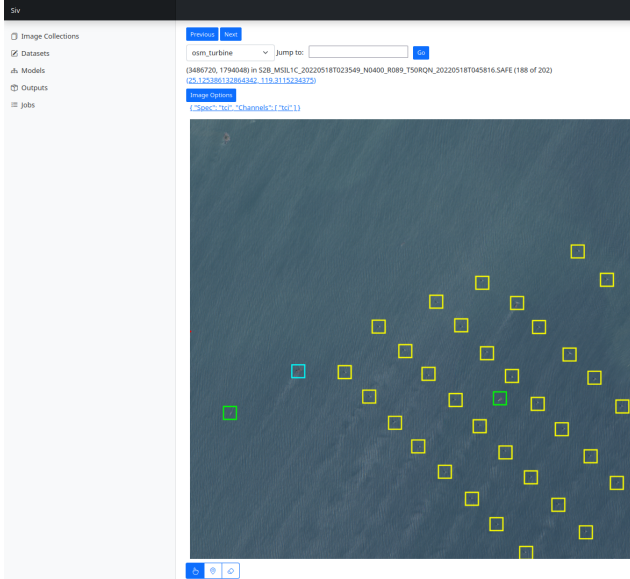 Siv
Image Collections
Datasets
Models
Outputs
Jobs
Previous Next
osm_turbine Jump to: Go
(3486720, 1794048) in S2B_MSIL1C_20220518T023549_N0400_R089_T50RQN_20220518T045816.SAFE (188 of 202)
(25.125386132864342, 119.3115234375)
Image Options
{ "Spec": "tci", "Channels": [ "tci" ] }